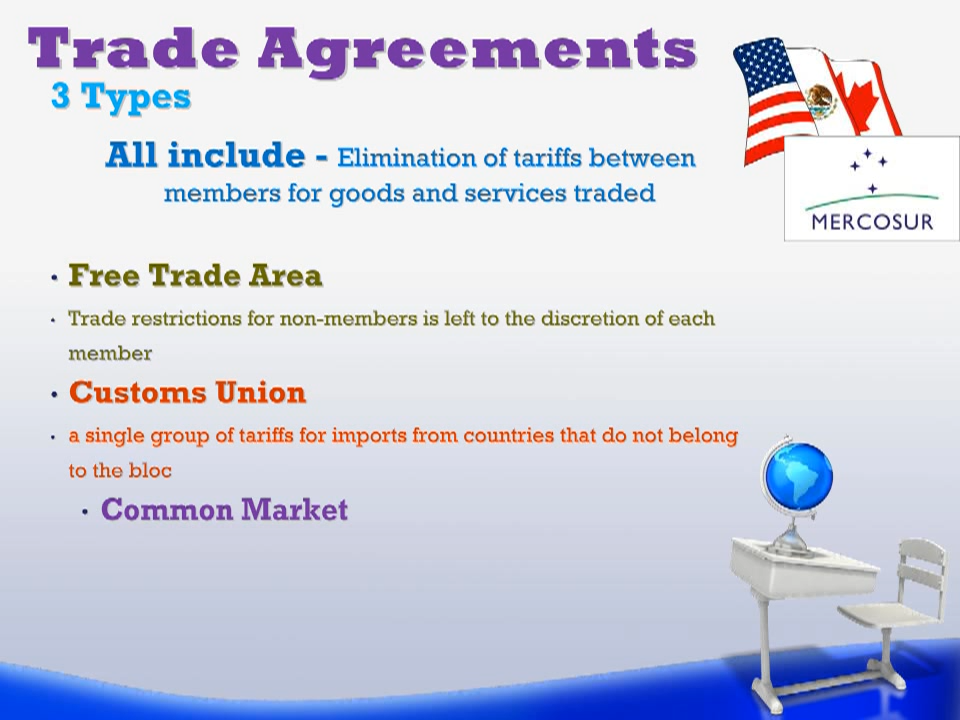 Trade Agreements
3 Types
All include - Elimination of tariffs between
members for goods and services traded
MERCOSUR
• Free Trade Area
• Trade restrictions for non-members is left to the discretion of each
member
• Customs Union
• a single group of tariffs for imports from countries that do not belong
to the bloc
• Common Market